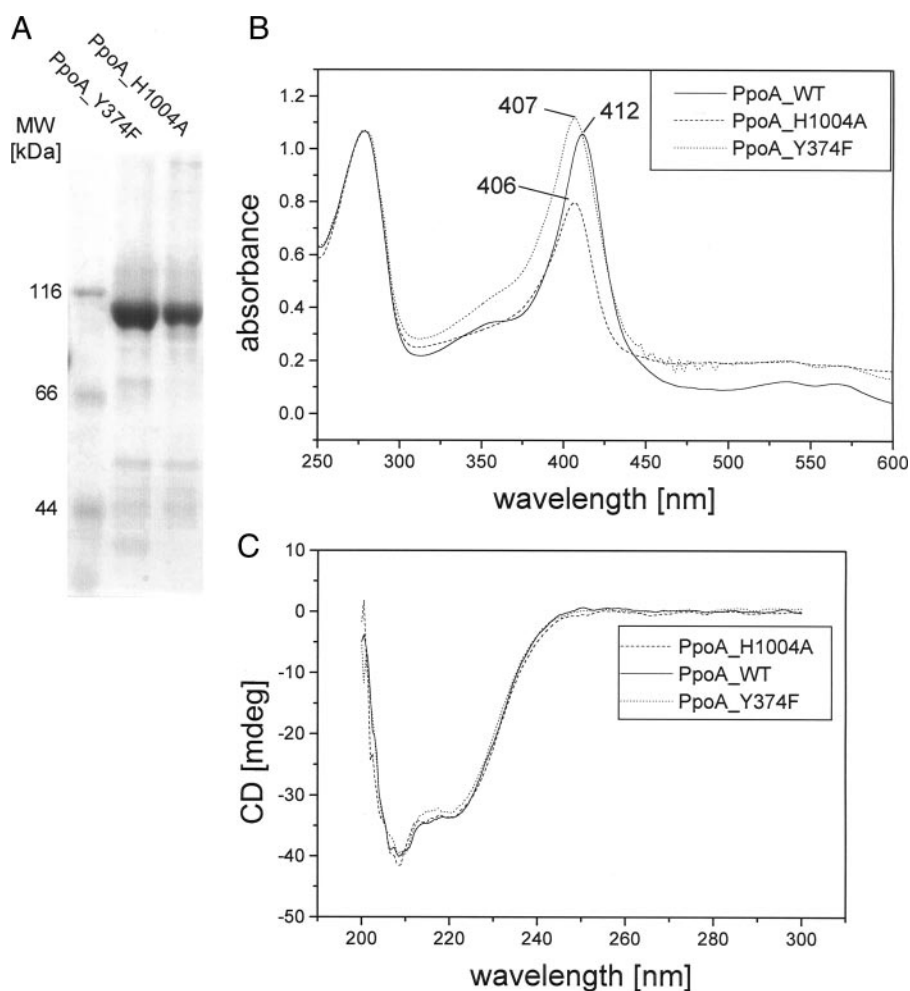 A
PpoA_Y374F
PpoA_H1004A
MW
[kDa]
116
66
44
B
1.2
1.0
0.8
0.6
0.4
0.2
0.0
absorbance
407
412
406
PpoA_WT
PpoA_H1004A
PpoA_Y374F
250
300
350
400
450
500
550
600
wavelength [nm]
C
10
0
-10
-20
-30
-40
-50
CD [mdeg]
PpoA_H1004A
PpoA_WT
PpoA_Y374F
200
220
240
260
280
300
wavelength [nm]